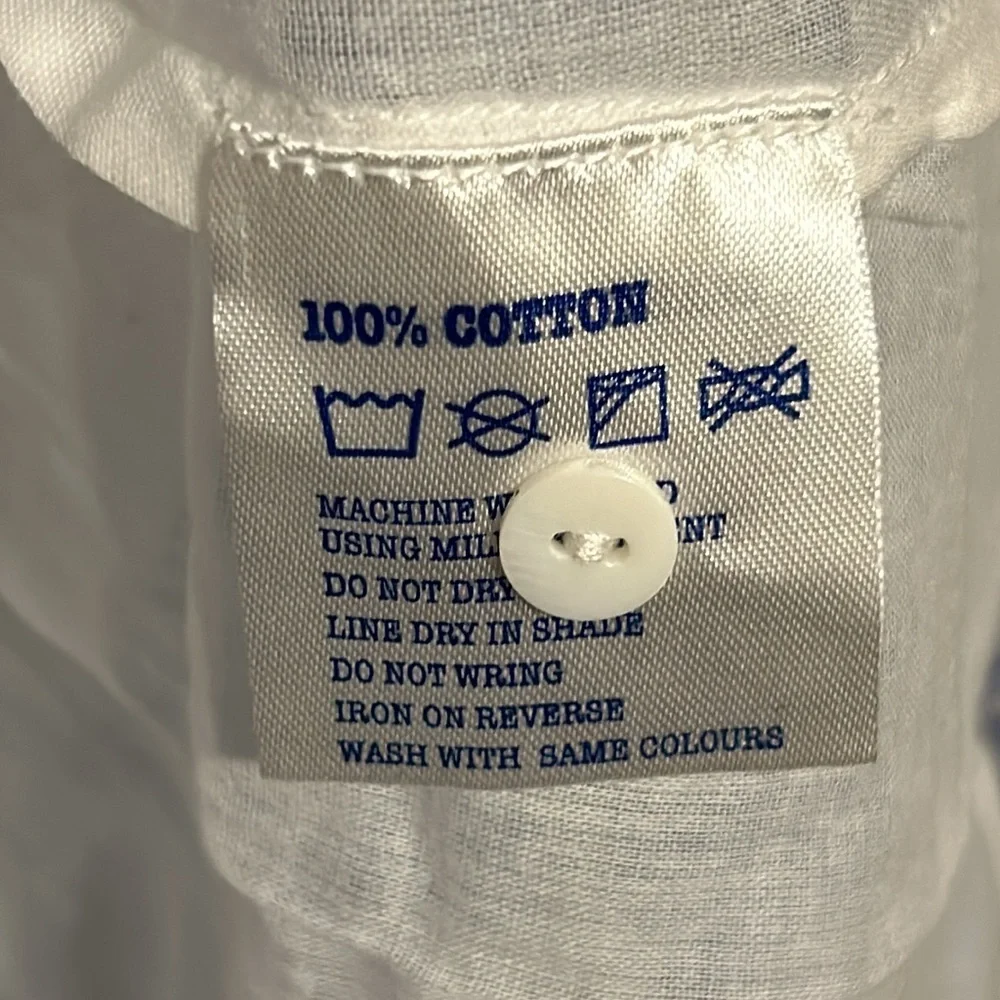 100% COTTON
MACHINE
USING
DO NOT DRY
LINE DRY IN SHADE
DO NOT WRING
IRON ON REVERSE
WASH WITH SAME COLOURS